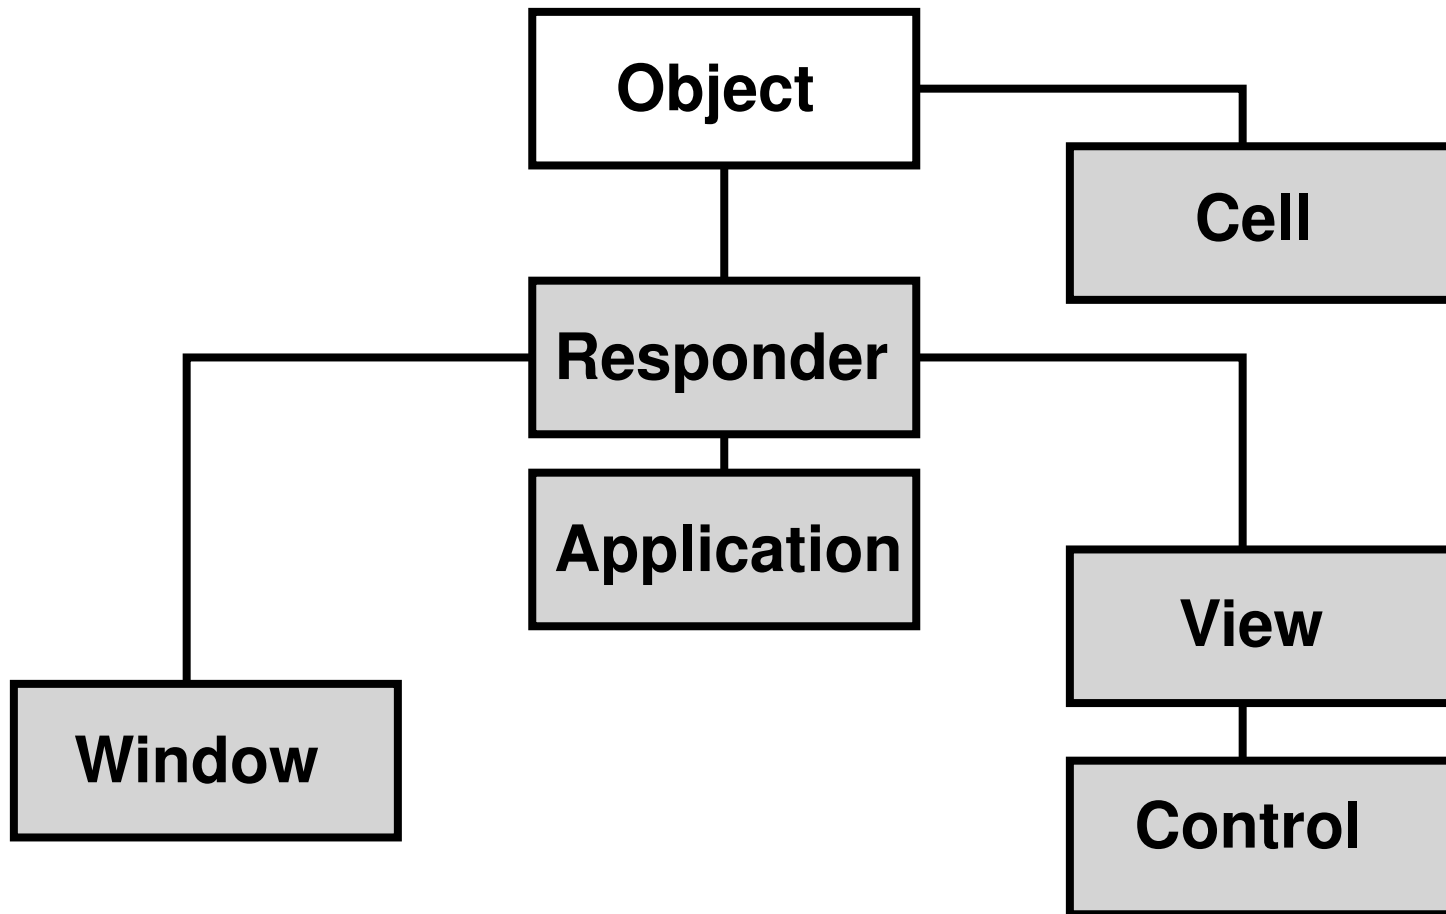 Object
Cell
Responder
Application
View
Window
Control